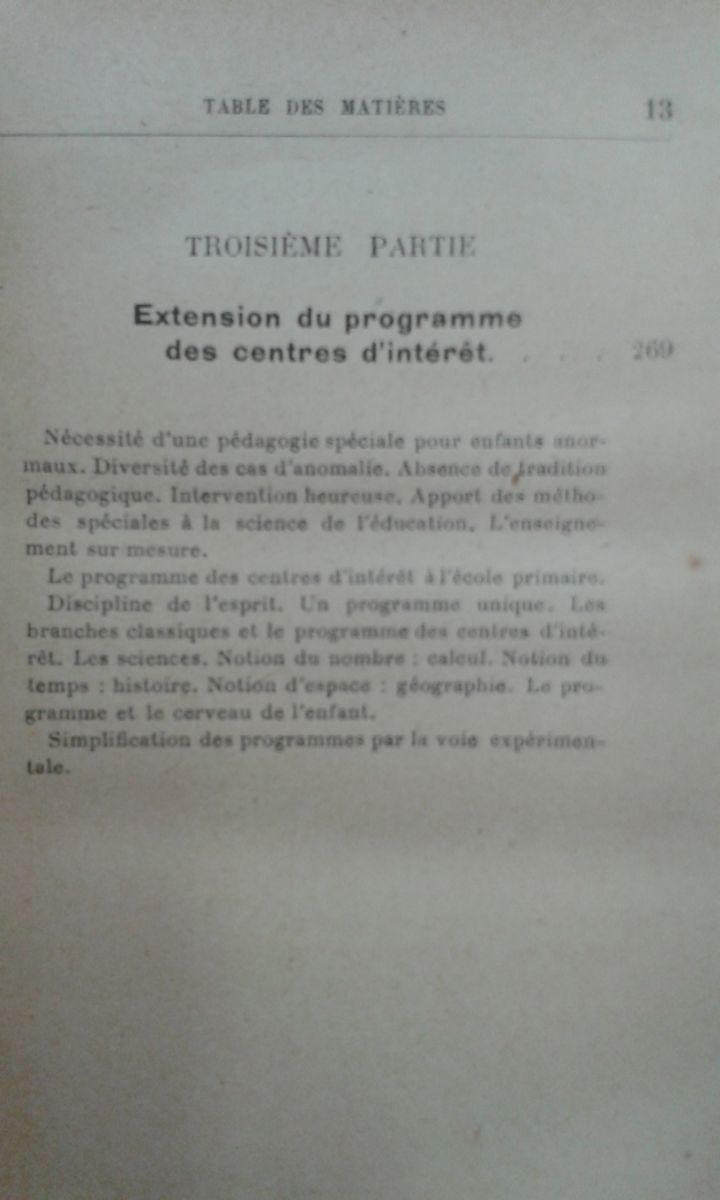 TABLE DES MATIÈRES 13
TROISIÈME PARTIE
Extension du programme
des centres d'intérêt. . . . . 269
Nécessité d'une pédagogie spéciale pour enfants anor-
maux. Diversité des cas d'anomalie. Absence de tradition
pédagogique. Intervention heureuse. Apport des métho-
des spéciales à la science de l'éducation. L'enseigne-
ment sur mesure.
Le programme des centres d'intérêt à l'école primaire.
Discipline de l'esprit. Un programme unique. Les
branches classiques et le programme des centres d'inté-
rêt. Les sciences. Notion du nombre : calcul. Notion du
temps : histoire. Notion d'espace : géographie. Le pro-
gramme et le cerveau de l'enfant.
Simplification des programmes par la voie expérimen-
tale.